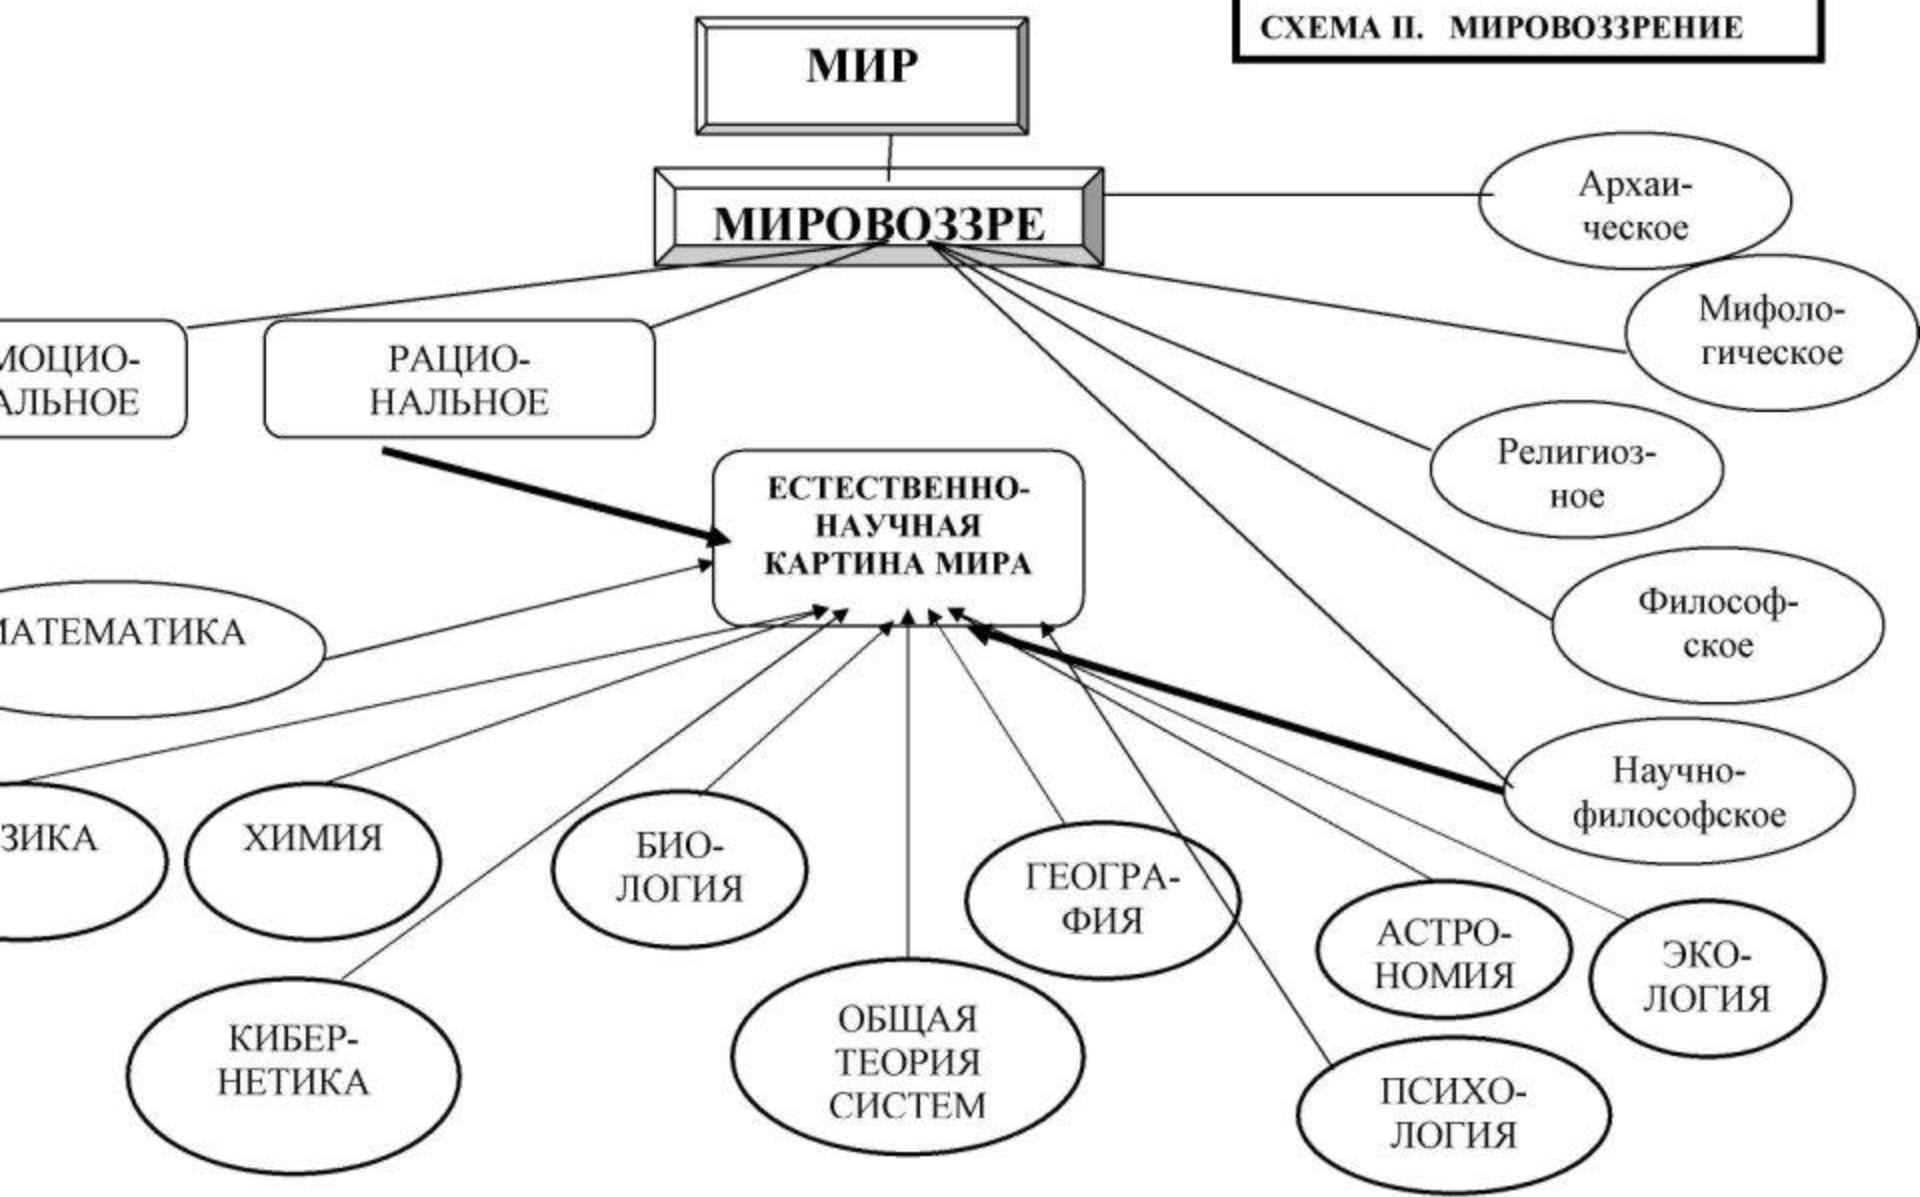 СХЕМА II. МИРОВОЗЗРЕНИЕ
МИР
МИРОВОЗЗРЕ
Архаи-
ческое
Мифоло-
гическое
МОЦИО-
АЛЬНОЕ
РАЦИО-
НАЛЬНОЕ
Религиоз-
ное
ЕСТЕСТВЕННО-
НАУЧНАЯ
КАРТИНА МИРА
Философ-
ское
МАТЕМАТИКА
Научно-
философское
ЗИКА
ХИМИЯ
БИО-
ЛОГИЯ
ГЕОГРА-
ФИЯ
АСТРО-
НОМИЯ
ЭКО-
ЛОГИЯ
КИБЕР-
НЕТИКА
ОБЩАЯ
ТЕОРИЯ
СИСТЕМ
ПСИХО-
ЛОГИЯ